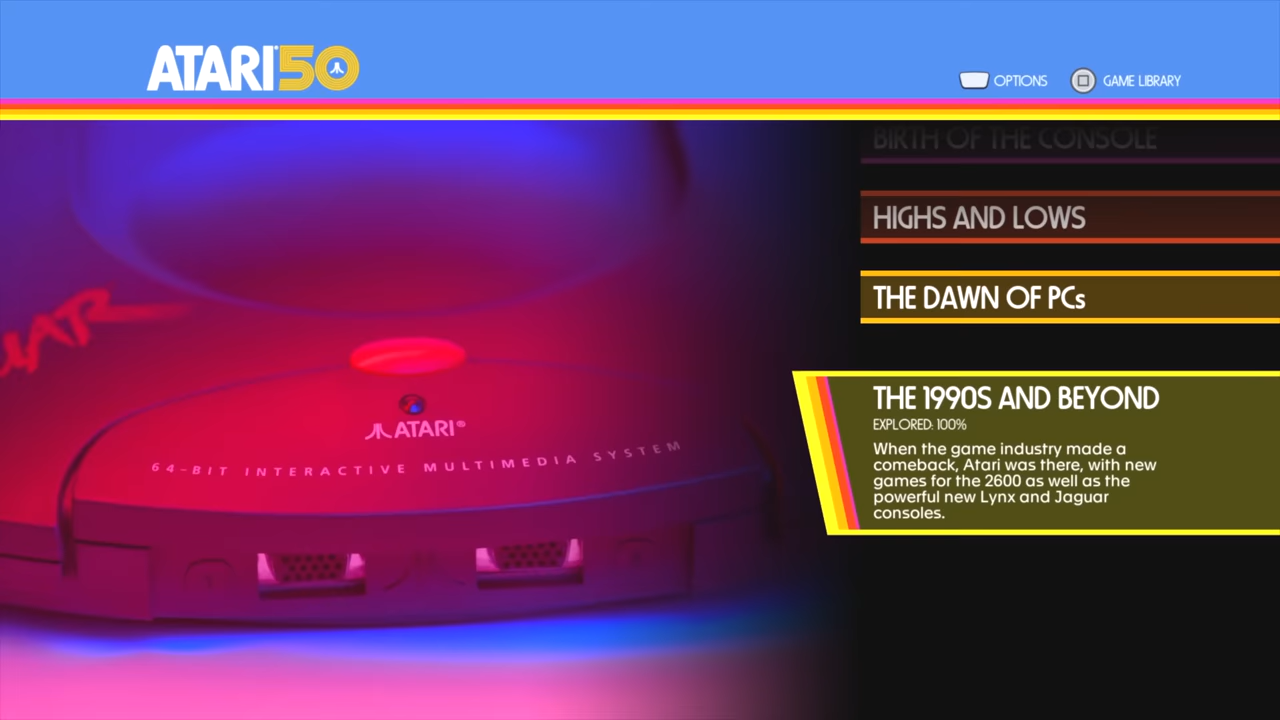 ATARI 50
OPTIONS
GAME LIBRARY
BIRTH OF THE CONSOLE
HIGHS AND LOWS
THE DAWN OF PCs
THE 1990S AND BEYOND
EXPLORED: 100%
When the game industry made a
comeback, Atari was there, with new
games for the 2600 as well as the
powerful new Lynx and Jaguar
consoles.
ATARI®
64-BIT INTERACTIVE MULTIMEDIA SYSTEM